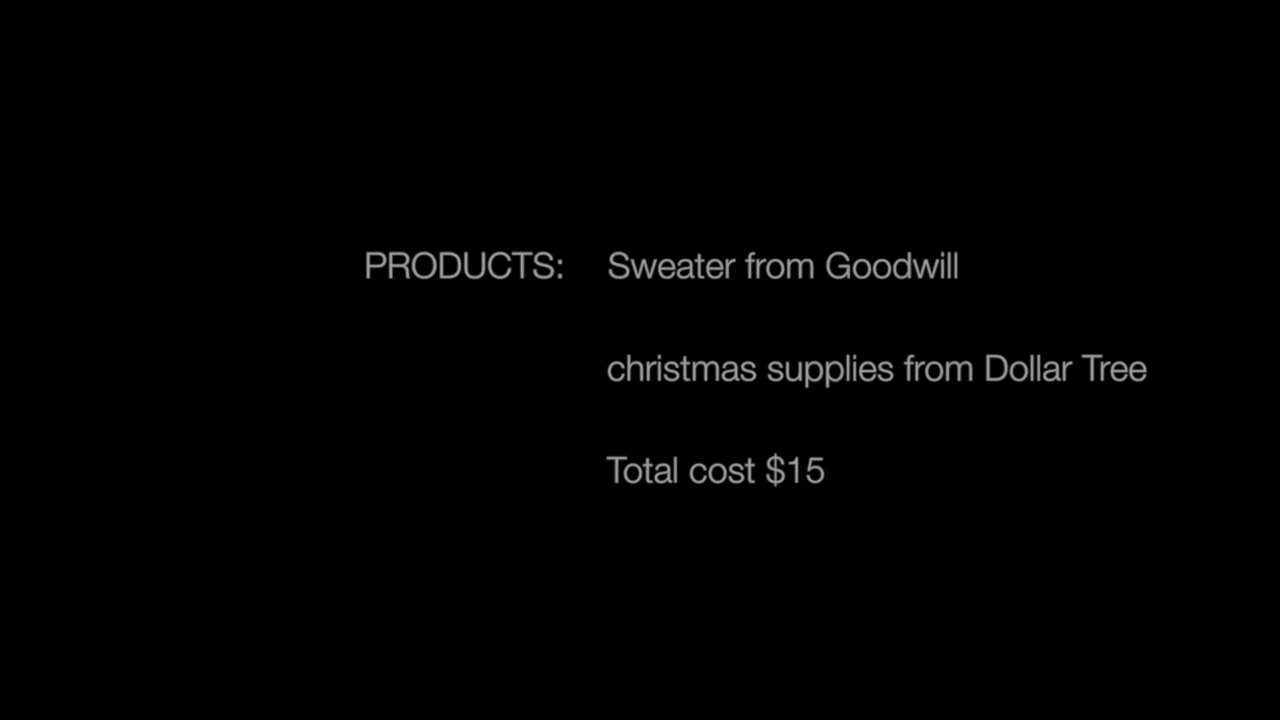 PRODUCTS: Sweater from Goodwill
christmas supplies from Dollar Tree
Total cost $15